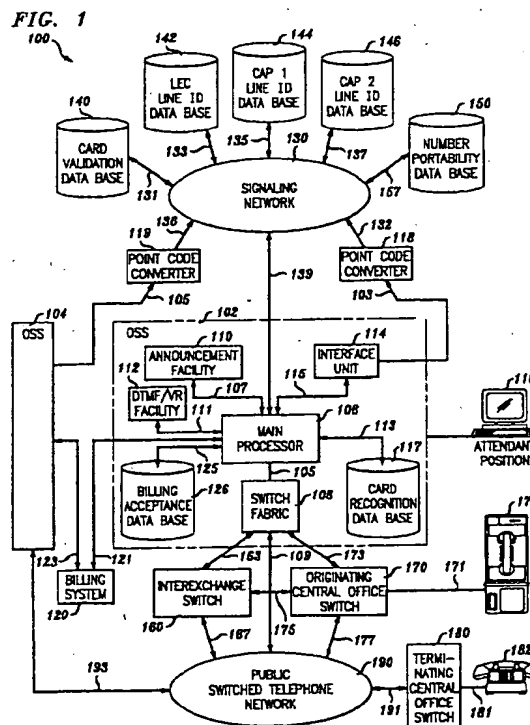 FIG. 1
100
142
LEC
LINE ID
DATA BASE
144
CAP 1
LINE ID
DATA BASE
146
CAP 2
LINE ID
DATA BASE
140
CARD
VALIDATION
DATA BASE
150
NUMBER
PORTABILITY
DATA BASE
133
135
137
130
131
157
SIGNALING
NETWORK
136
132
119
POINT CODE
CONVERTER
118
POINT CODE
CONVERTER
139
105
103
104
OSS
102
OSS
110
ANNOUNCEMENT
FACILITY
114
INTERFACE
UNIT
112
DTMF/VR
FACILITY
107
115
111
106
MAIN
PROCESSOR
113
117
125
105
BILLING
ACCEPTANCE
DATA BASE
126
SWITCH
FABRIC
108
CARD
RECOGNITION
DATA BASE
ATTENDANT
POSITION
123
121
BILLING
SYSTEM
120
163
109
173
INTEREXCHANGE
SWITCH
160
170
ORIGINATING
CENTRAL OFFICE
SWITCH
171
175
167
177
180
182
193
PUBLIC
SWITCHED TELEPHONE
NETWORK
190
191
TERMI-
NATING
CENTRAL
OFFICE
SWITCH
181